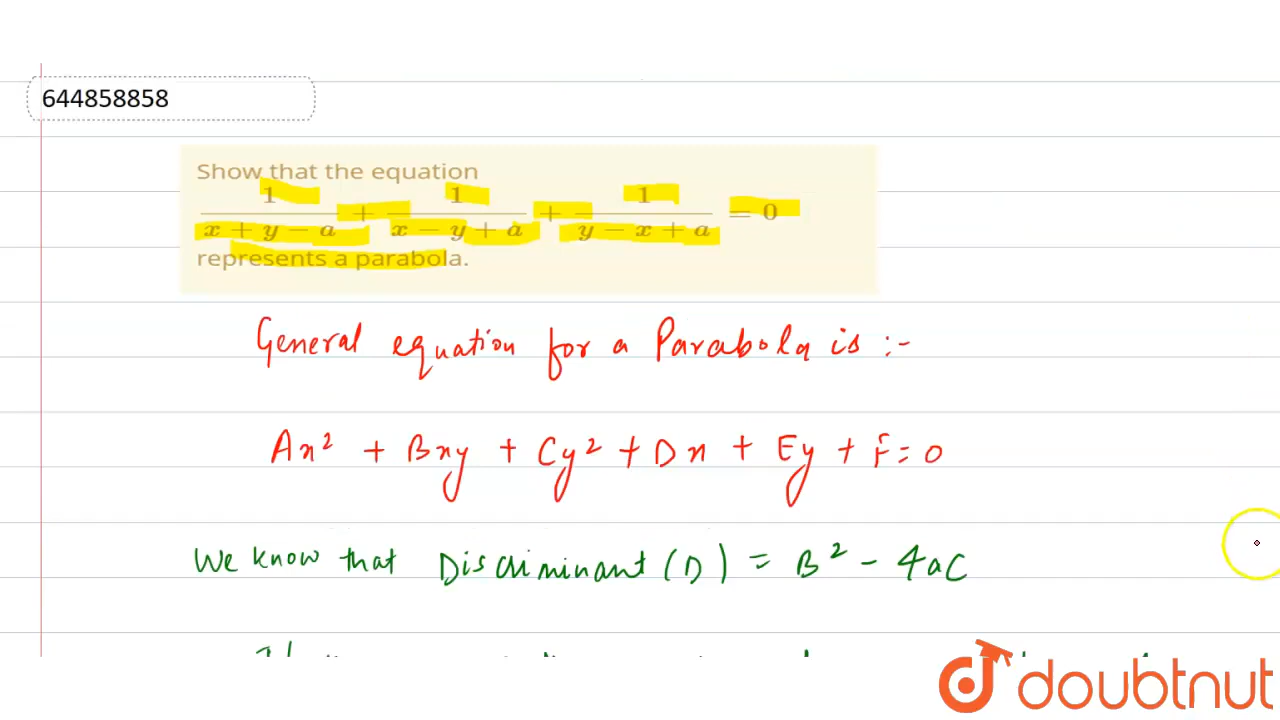 644858858
Show that the equation
1/(x + y − a) + 1/(x − y + a) + 1/(y − x + a) = 0
represents a parabola.
General equation for a Parabola is :-
Ax² + Bxy + Cy² + Dx + Ey + F = 0
We know that Discriminant (D) = B² - 4aC
doubtnut